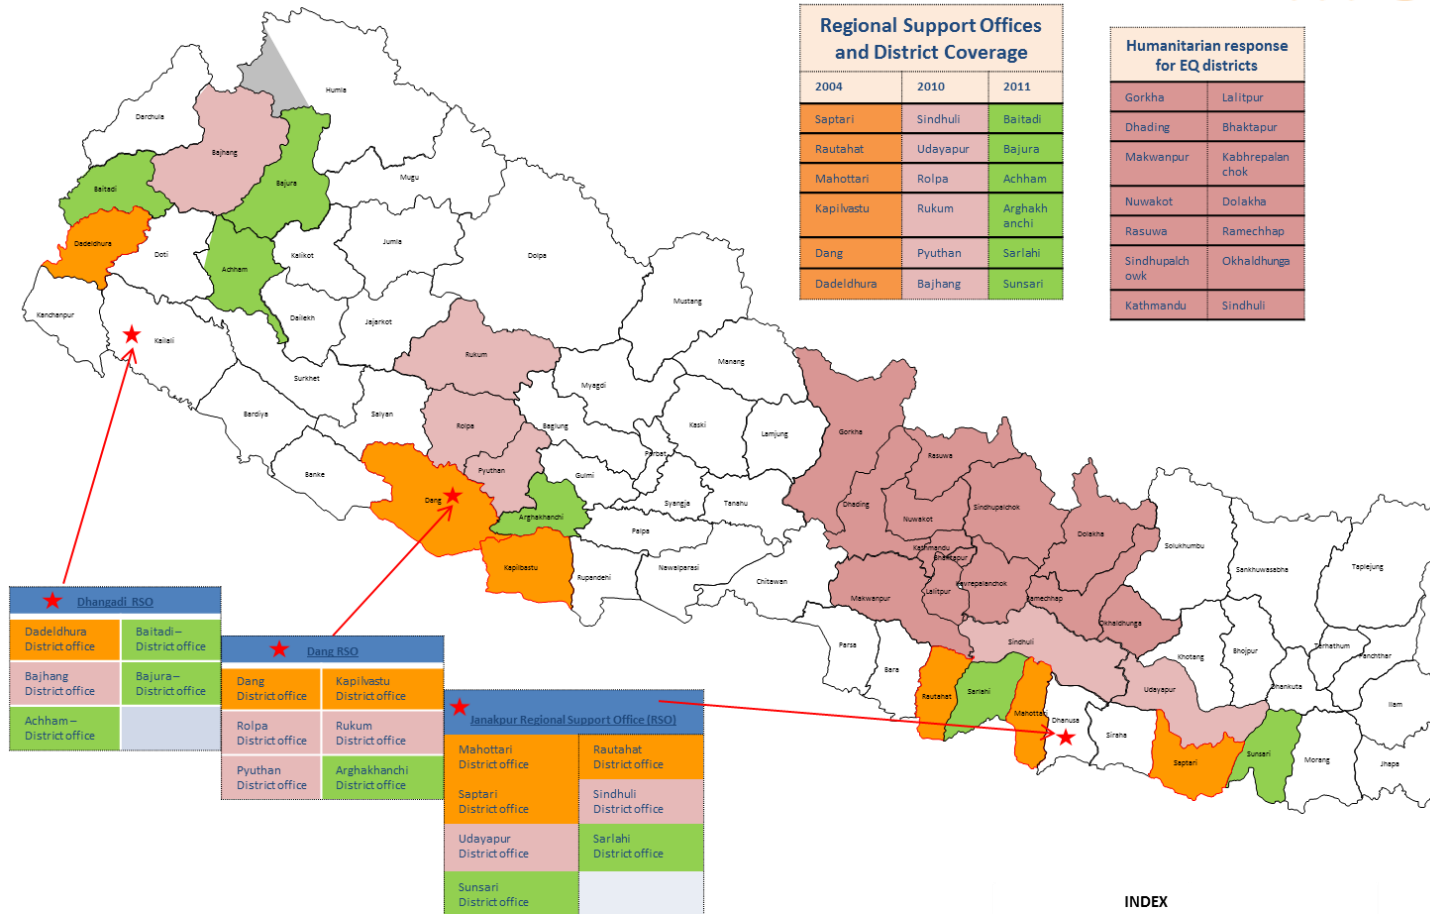 Regional Support Offices
and District Coverage
2004 2010 2011
Saptari Sindhuli Baitadi
Rautahat Udayapur Bajura
Mahottari Rolpa Achham
Kapilvastu Rukum Arghakh
anchi
Dang Pyuthan Sarlahi
Dadeldhura Bajhang Sunsari
Humanitarian response
for EQ districts
Gorkha Lalitpur
Dhading Bhaktapur
Makwanpur Kabhrepalan
chok
Nuwakot Dolakha
Rasuwa Ramechhap
Sindhupalch
owk
Okhaldhunga
Kathmandu Sindhuli
Humla
Darchula
Bajhang
Mugu
Bajura
Baitadi
Dadeldhura
Doti
Achham
Kalikot
Jumla
Dolpa
Kanchanpur
Kailali
Dailekh
Jajarkot
Mustang
Rukum
Manang
Surkhet
Myagdi
Bardiya
Salyan
Rolpa
Baglung
Kaski
Lamjung
Gorkha
Parbat
Rasuwa
Banke
Pyuthan
Gulmi
Dang
Syangja
Tanahu
Dhading
Sindhupalchok
Nuwakot
Arghakhanchi
Palpa
Dolakha
Solukhumbu
Kathmandu
Bhaktapur
Kapilbastu
Rupandehi
Nawalparasi
Chitawan
Kavrepalanchok
Lalitpur
Makwanpur
Ramechhap
Okhaldhunga
Sankhuwasbha
Taplejung
Parsa
Bara
Sindhuli
Khotang
Bhojpur
Terhathum
Panchthar
Dhankuta
Udayapur
Rautahat
Sarlahi
Mahottari
Dhanusa
Siraha
Saptari
Sunsari
Morang
Ilam
Jhapa
Dhangadi RSO
Dadeldhura
District office
Baitadi–
District office
Bajhang
District office
Bajura–
District office
Achham –
District office
Dang RSO
Dang
District office
Kapilvastu
District office
Rolpa
District office
Rukum
District office
Pyuthan
District office
Arghakhanchi
District office
Janakpur Regional Support Office (RSO)
Mahottari
District office
Rautahat
District office
Saptari
District office
Sindhuli
District office
Udayapur
District office
Sarlahi
District office
Sunsari
District office
INDEX